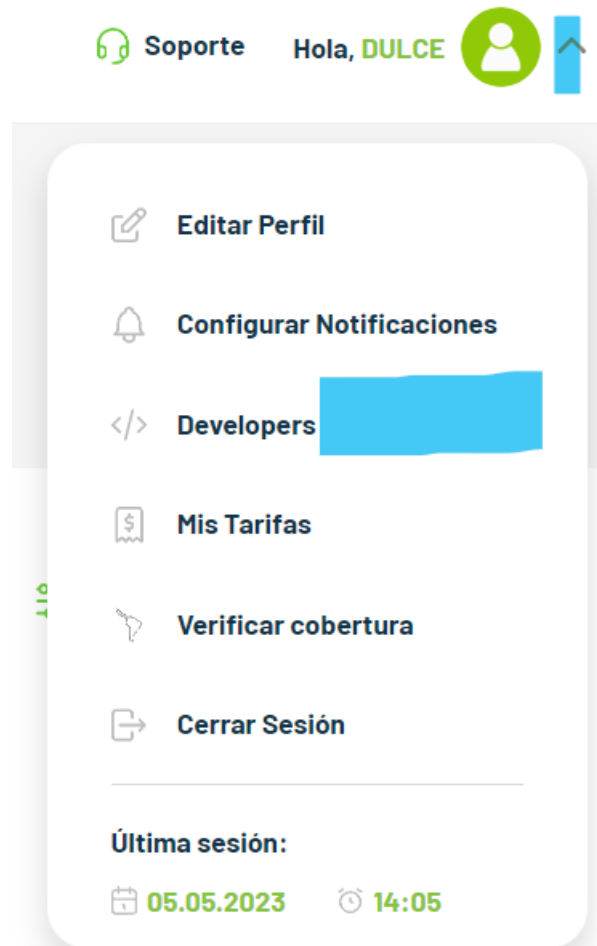 Soporte Hola, DULCE
Editar Perfil
Configurar Notificaciones
Developers
Mis Tarifas
Verificar cobertura
Cerrar Sesión
Última sesión:
05.05.2023 14:05